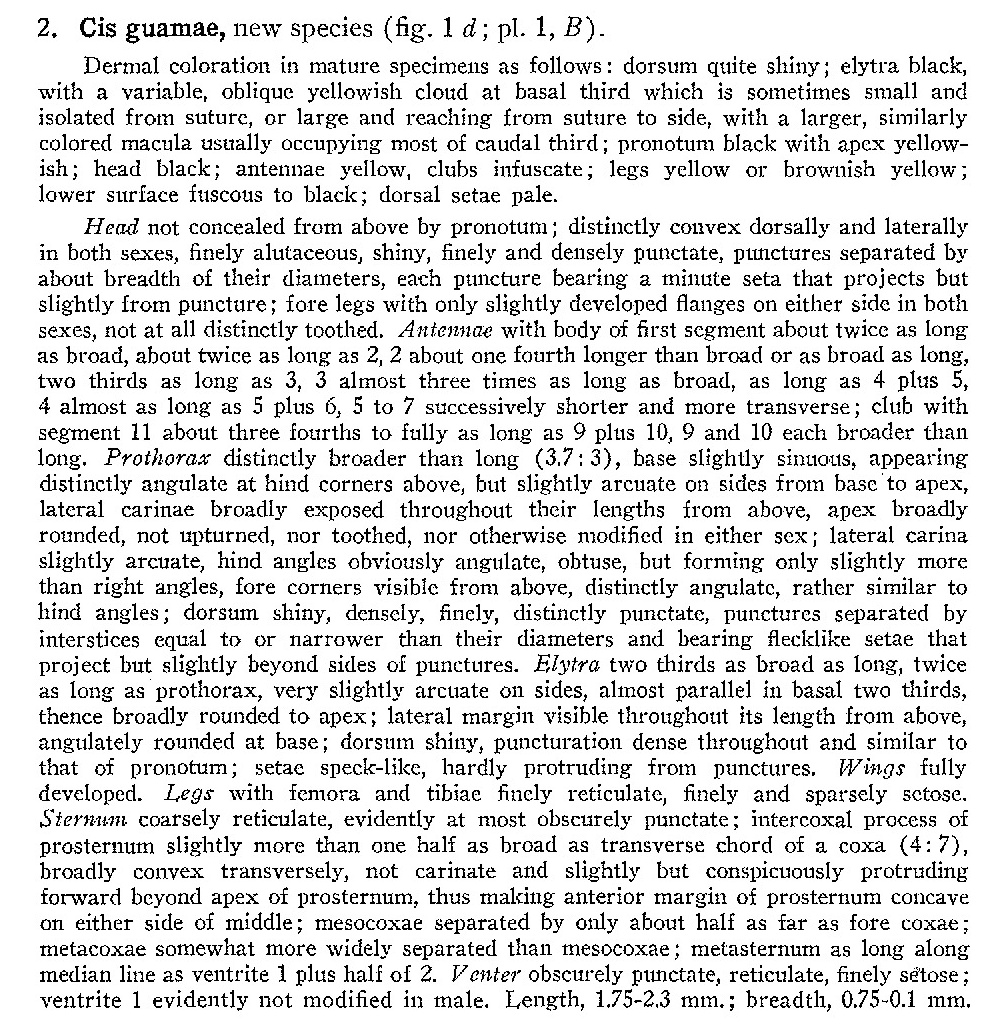 2. Cis guamae, new species (fig. 1 d; pl. 1, B).
Dermal coloration in mature specimens as follows: dorsum quite shiny; elytra black,
with a variable, oblique yellowish cloud at basal third which is sometimes small and
isolated from suture, or large and reaching from suture to side, with a larger, similarly
colored macula usually occupying most of caudal third; pronotum black with apex yellow-
ish; head black; antennae yellow, clubs infuscate; legs yellow or brownish yellow;
lower surface fuscous to black; dorsal setae pale.
Head not concealed from above by pronotum; distinctly convex dorsally and laterally
in both sexes, finely alutaceous, shiny, finely and densely punctate, punctures separated by
about breadth of their diameters, each puncture bearing a minute seta that projects but
slightly from puncture; fore legs with only slightly developed flanges on either side in both
sexes, not at all distinctly toothed. Antennae with body of first segment about twice as long
as broad, about twice as long as 2, 2 about one fourth longer than broad or as broad as long,
two thirds as long as 3, 3 almost three times as long as broad, as long as 4 plus 5,
4 almost as long as 5 plus 6, 5 to 7 successively shorter and more transverse; club with
segment 11 about three fourths to fully as long as 9 plus 10, 9 and 10 each broader than
long. Prothorax distinctly broader than long (3.7:3), base slightly sinuous, appearing
distinctly angulate at hind corners above, but slightly arcuate on sides from base to apex,
lateral carinae broadly exposed throughout their lengths from above, apex broadly
rounded, not upturned, nor toothed, nor otherwise modified in either sex; lateral carina
slightly arcuate, hind angles obviously angulate, obtuse, but forming only slightly more
than right angles, fore corners visible from above, distinctly angulate, rather similar to
hind angles; dorsum shiny, densely, finely, distinctly punctate, punctures separated by
interstices equal to or narrower than their diameters and bearing flecklike setae that
project but slightly beyond sides of punctures. Elytra two thirds as broad as long, twice
as long as prothorax, very slightly arcuate on sides, almost parallel in basal two thirds,
thence broadly rounded to apex; lateral margin visible throughout its length from above,
angulately rounded at base; dorsum shiny, puncturation dense throughout and similar to
that of pronotum; setae speck-like, hardly protruding from punctures. Wings fully
developed. Legs with femora and tibiae finely reticulate, finely and sparsely setose.
Sternum coarsely reticulate, evidently at most obscurely punctate; intercoxal process of
prosternum slightly more than one half as broad as transverse chord of a coxa (4:7),
broadly convex transversely, not carinate and slightly but conspicuously protruding
forward beyond apex of prosternum, thus making anterior margin of prosternum concave
on either side of middle; mesocoxae separated by only about half as far as fore coxae;
metacoxae somewhat more widely separated than mesocoxae; metasternum as long along
median line as ventrite 1 plus half of 2. Venter obscurely punctate, reticulate, finely setose;
ventrite 1 evidently not modified in male. Length, 1.75-2.3 mm.; breadth, 0.75-0.1 mm.